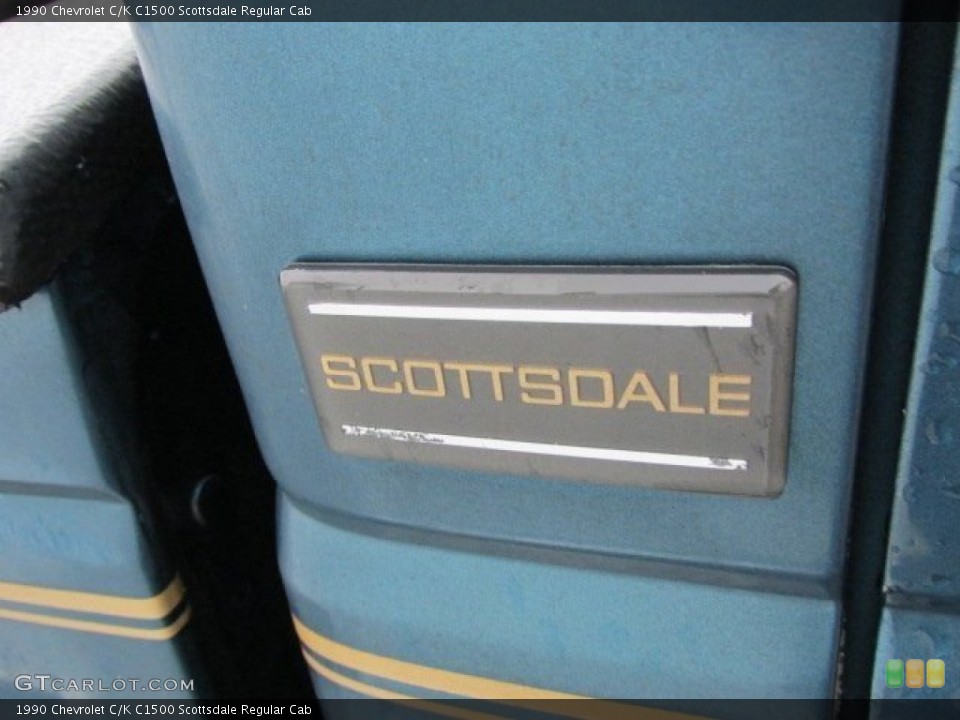 1990 Chevrolet C/K C1500 Scottsdale Regular Cab
SCOTTSDALE
GTCARLOT.COM
1990 Chevrolet C/K C1500 Scottsdale Regular Cab